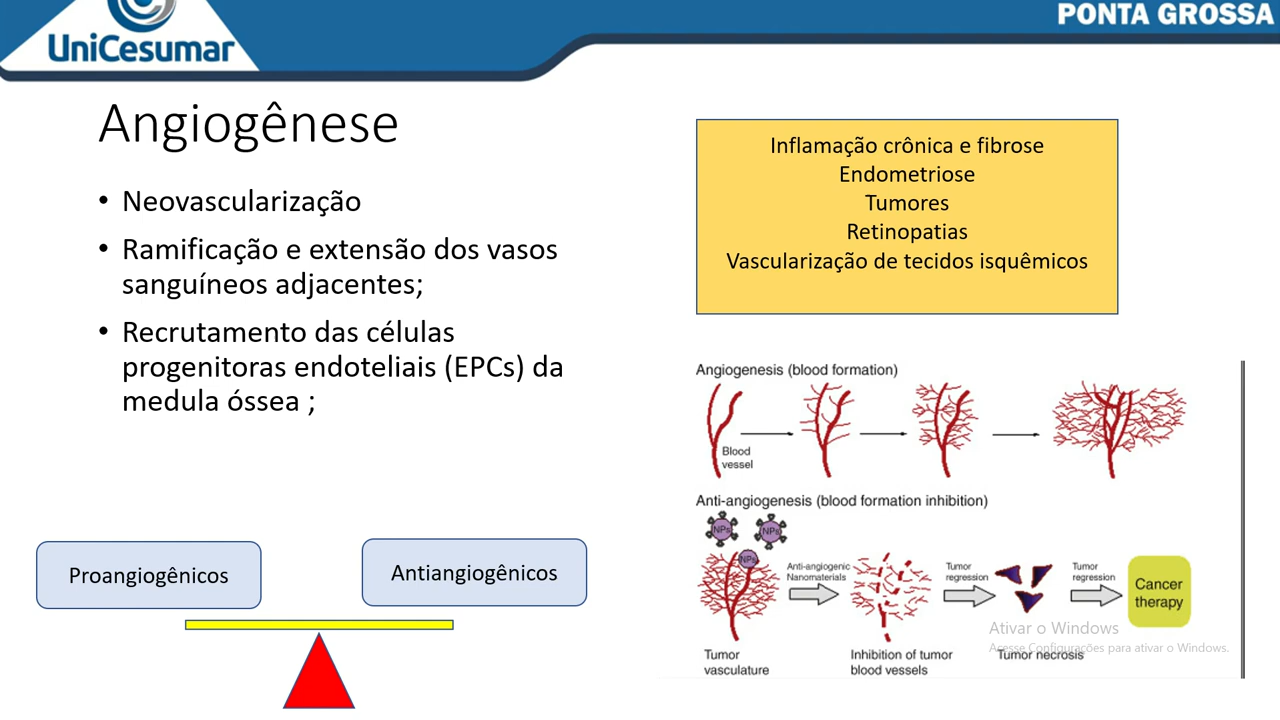 UniCesumar
PONTA GROSSA
Angiogênese
• Neovascularização
• Ramificação e extensão dos vasos
sanguíneos adjacentes;
• Recrutamento das células
progenitoras endoteliais (EPCs) da
medula óssea ;
Proangiogênicos
Antiangiogênicos
Inflamação crônica e fibrose
Endometriose
Tumores
Retinopatias
Vascularização de tecidos isquêmicos
Angiogenesis (blood formation)
Blood
vessel
Anti-angiogenesis (blood formation inhibition)
NPs
NPs
NPs
Anti-angiogenic
Nanomaterials
Tumor
regression
Tumor
regression
Cancer
therapy
Tumor
vasculature
Inhibition of tumor
blood vessels
Tumor necrosis
Ativar o Windows
Acesse Configurações para ativar o Windows.